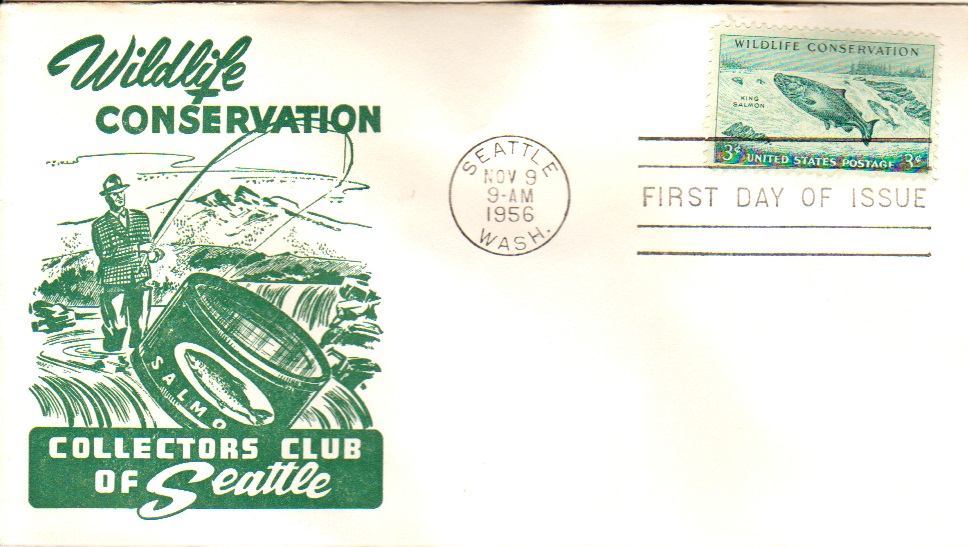 Wildlife
CONSERVATION
SALMO
COLLECTORS CLUB
OF Seattle
SEATTLE
NOV 9
9-AM
1956
WASH.
WILDLIFE CONSERVATION
KING
SALMON
3¢ UNITED STATES POSTAGE 3¢
FIRST DAY OF ISSUE